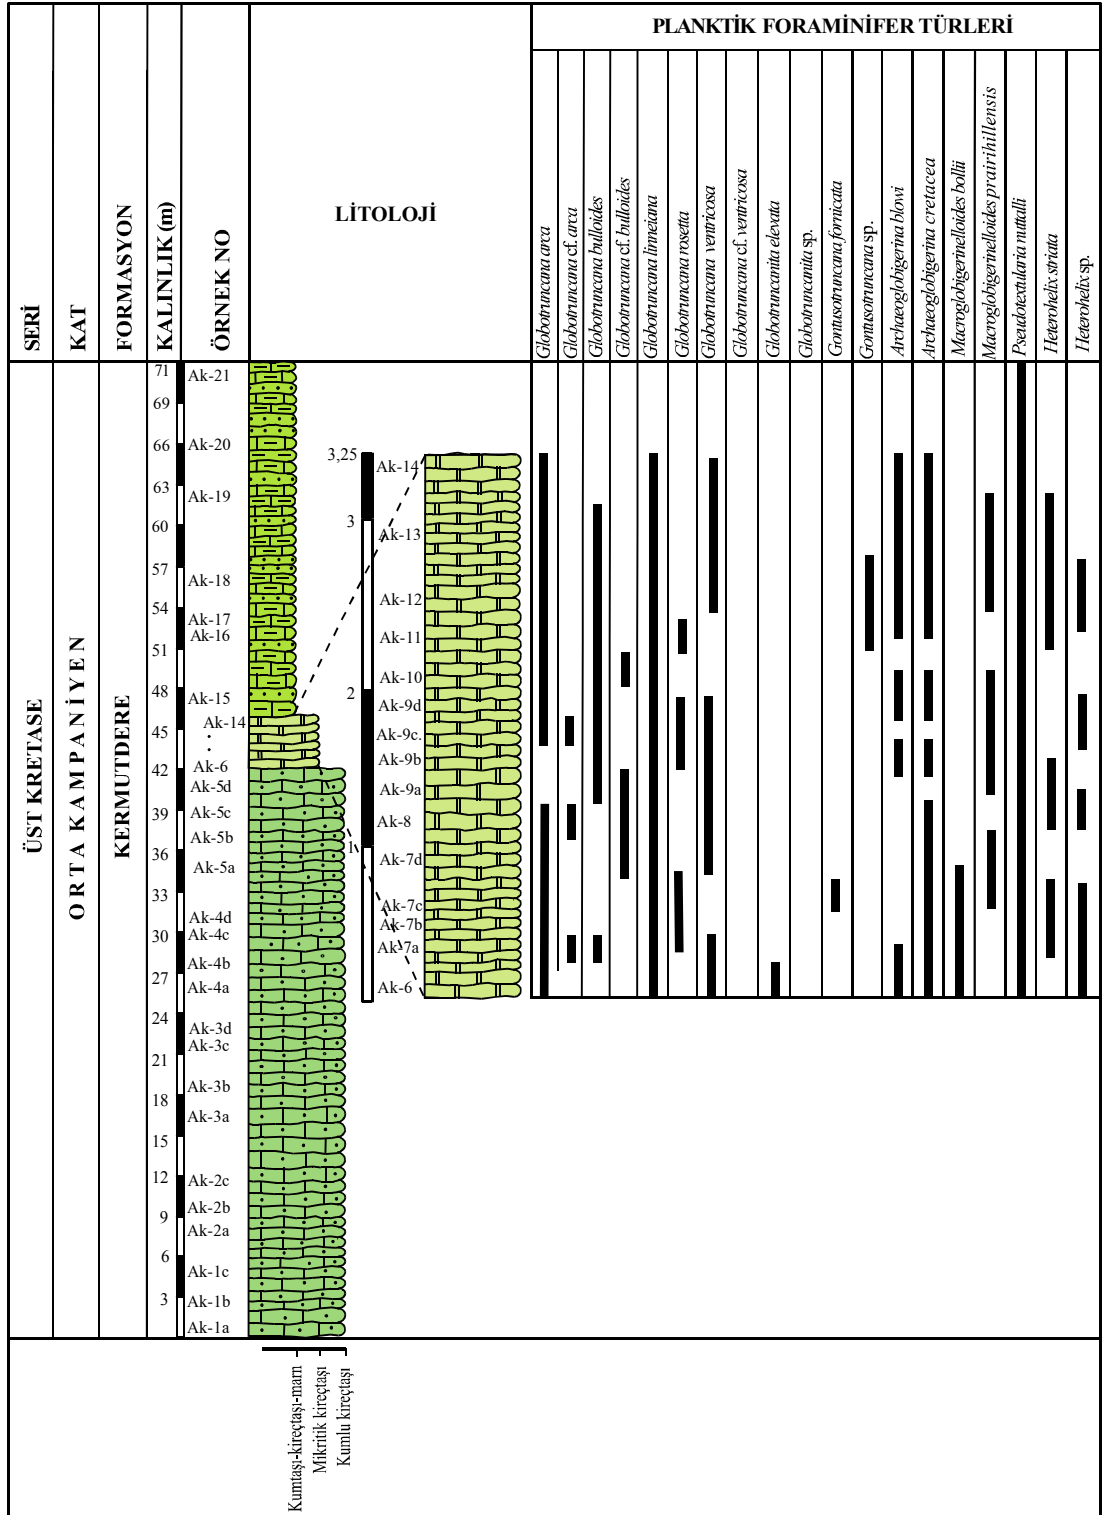 PLANKTİK FORAMİNİFER TÜRLERİ
SERİ
KAT
FORMASYON
KALINLIK (m)
ÖRNEK NO
LİTOLOJİ
Globotruncana arca
Globotruncana cf. arca
Globotruncana bulloides
Globotruncana cf. bulloides
Globotruncana linneiana
Globotruncana rosetta
Globotruncana ventricosa
Globotruncana cf. ventricosa
Globotruncanita elevata
Globotruncanita sp.
Gontusotruncana fornicata
Gontusotruncana sp.
Archaeoglobigerina blowi
Archaeoglobigerina cretacea
Macroglobigerinelloides bollii
Macroglobigerinelloides prairihillensis
Pseudotextularia nuttalli
Heterohelix striata
Heterohelix sp.
ÜST KRETASE
ORTA KAMPANİYEN
KERMUTDERE
71
69
66
63
60
57
54
51
48
45
42
39
36
33
30
27
24
21
18
15
12
9
6
3
Ak-21
Ak-20
Ak-19
Ak-18
Ak-17
Ak-16
Ak-15
Ak-14
.
.
Ak-6
Ak-5d
Ak-5c
Ak-5b
Ak-5a
Ak-4d
Ak-4c
Ak-4b
Ak-4a
Ak-3d
Ak-3c
Ak-3b
Ak-3a
Ak-2c
Ak-2b
Ak-2a
Ak-1c
Ak-1b
Ak-1a
3,25
3
2
1
Ak-14
Ak-13
Ak-12
Ak-11
Ak-10
Ak-9d
Ak-9c.
Ak-9b
Ak-9a
Ak-8
Ak-7d
Ak-7c
Ak-7b
Ak-7a
Ak-6
Kumtaşı-kireçtaşı-marn
Mikritik kireçtaşı
Kumlu kireçtaşı